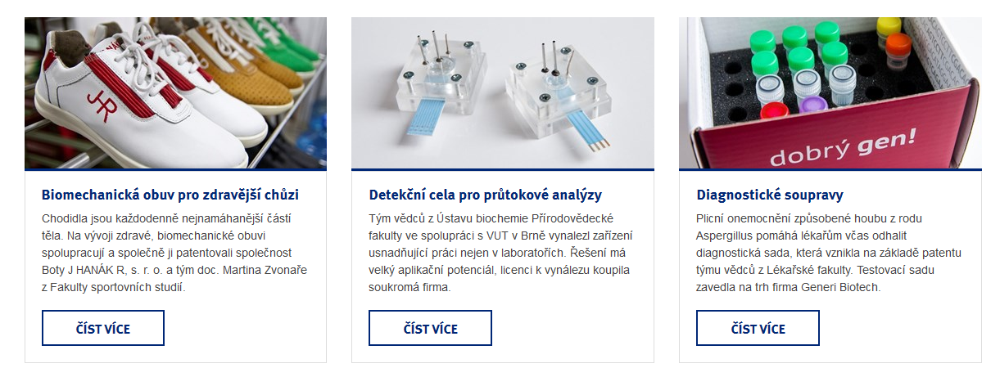 J-R
dobrý gen!
Biomechanická obuv pro zdravější chůzi
Chodidla jsou každodenně nejnamáhanější částí
těla. Na vývoji zdravé, biomechanické obuvi
spolupracují a společně ji patentovali společnost
Boty J HANÁK R, s. r. o. a tým doc. Martina Zvonaře
z Fakulty sportovních studií.
ČÍST VÍCE
Detekční cela pro průtokové analýzy
Tým vědců z Ústavu biochemie Přírodovědecké
fakulty ve spolupráci s VUT v Brně vynalezl zařízení
usnadňující práci nejen v laboratořích. Řešení má
velký aplikační potenciál, licenci k vynálezu koupila
soukromá firma.
ČÍST VÍCE
Diagnostické soupravy
Plicní onemocnění způsobené houbu z rodu
Aspergillus pomáhá lékařům včas odhalit
diagnostická sada, která vznikla na základě patentu
týmu vědců z Lékařské fakulty. Testovací sadu
zavedla na trh firma Generi Biotech.
ČÍST VÍCE